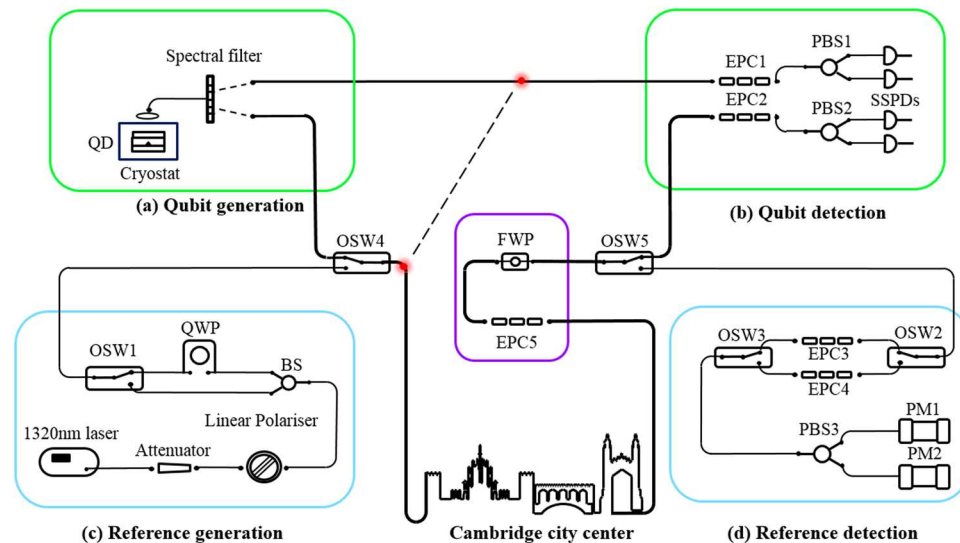 Spectral filter
QD
Cryostat
(a) Qubit generation
EPC1
PBS1
EPC2
PBS2
SSPDs
(b) Qubit detection
OSW4
FWP
OSW5
EPC5
QWP
OSW1
BS
Linear Polariser
1320nm laser
Attenuator
(c) Reference generation
Cambridge city center
OSW3
OSW2
EPC3
EPC4
PBS3
PM1
PM2
(d) Reference detection